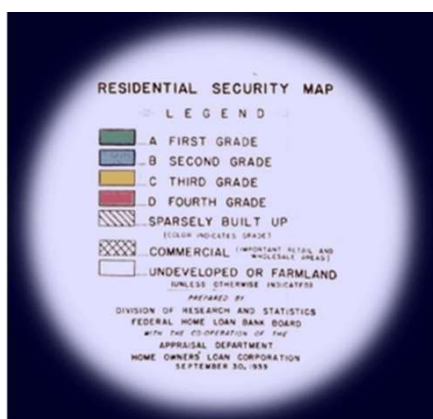 RESIDENTIAL SECURITY MAP
LEGEND
A FIRST GRADE
B SECOND GRADE
C THIRD GRADE
D FOURTH GRADE
SPARSELY BUILT UP
(COLOR INDICATES GRADE)
COMMERCIAL (IMPORTANT RETAIL AND WHOLESALE AREAS)
UNDEVELOPED OR FARMLAND
(UNLESS OTHERWISE INDICATED)
PREPARED BY
DIVISION OF RESEARCH AND STATISTICS
FEDERAL HOME LOAN BANK BOARD
WITH THE CO-OPERATION OF THE
APPRAISAL DEPARTMENT
HOME OWNERS' LOAN CORPORATION
SEPTEMBER 30, 1939